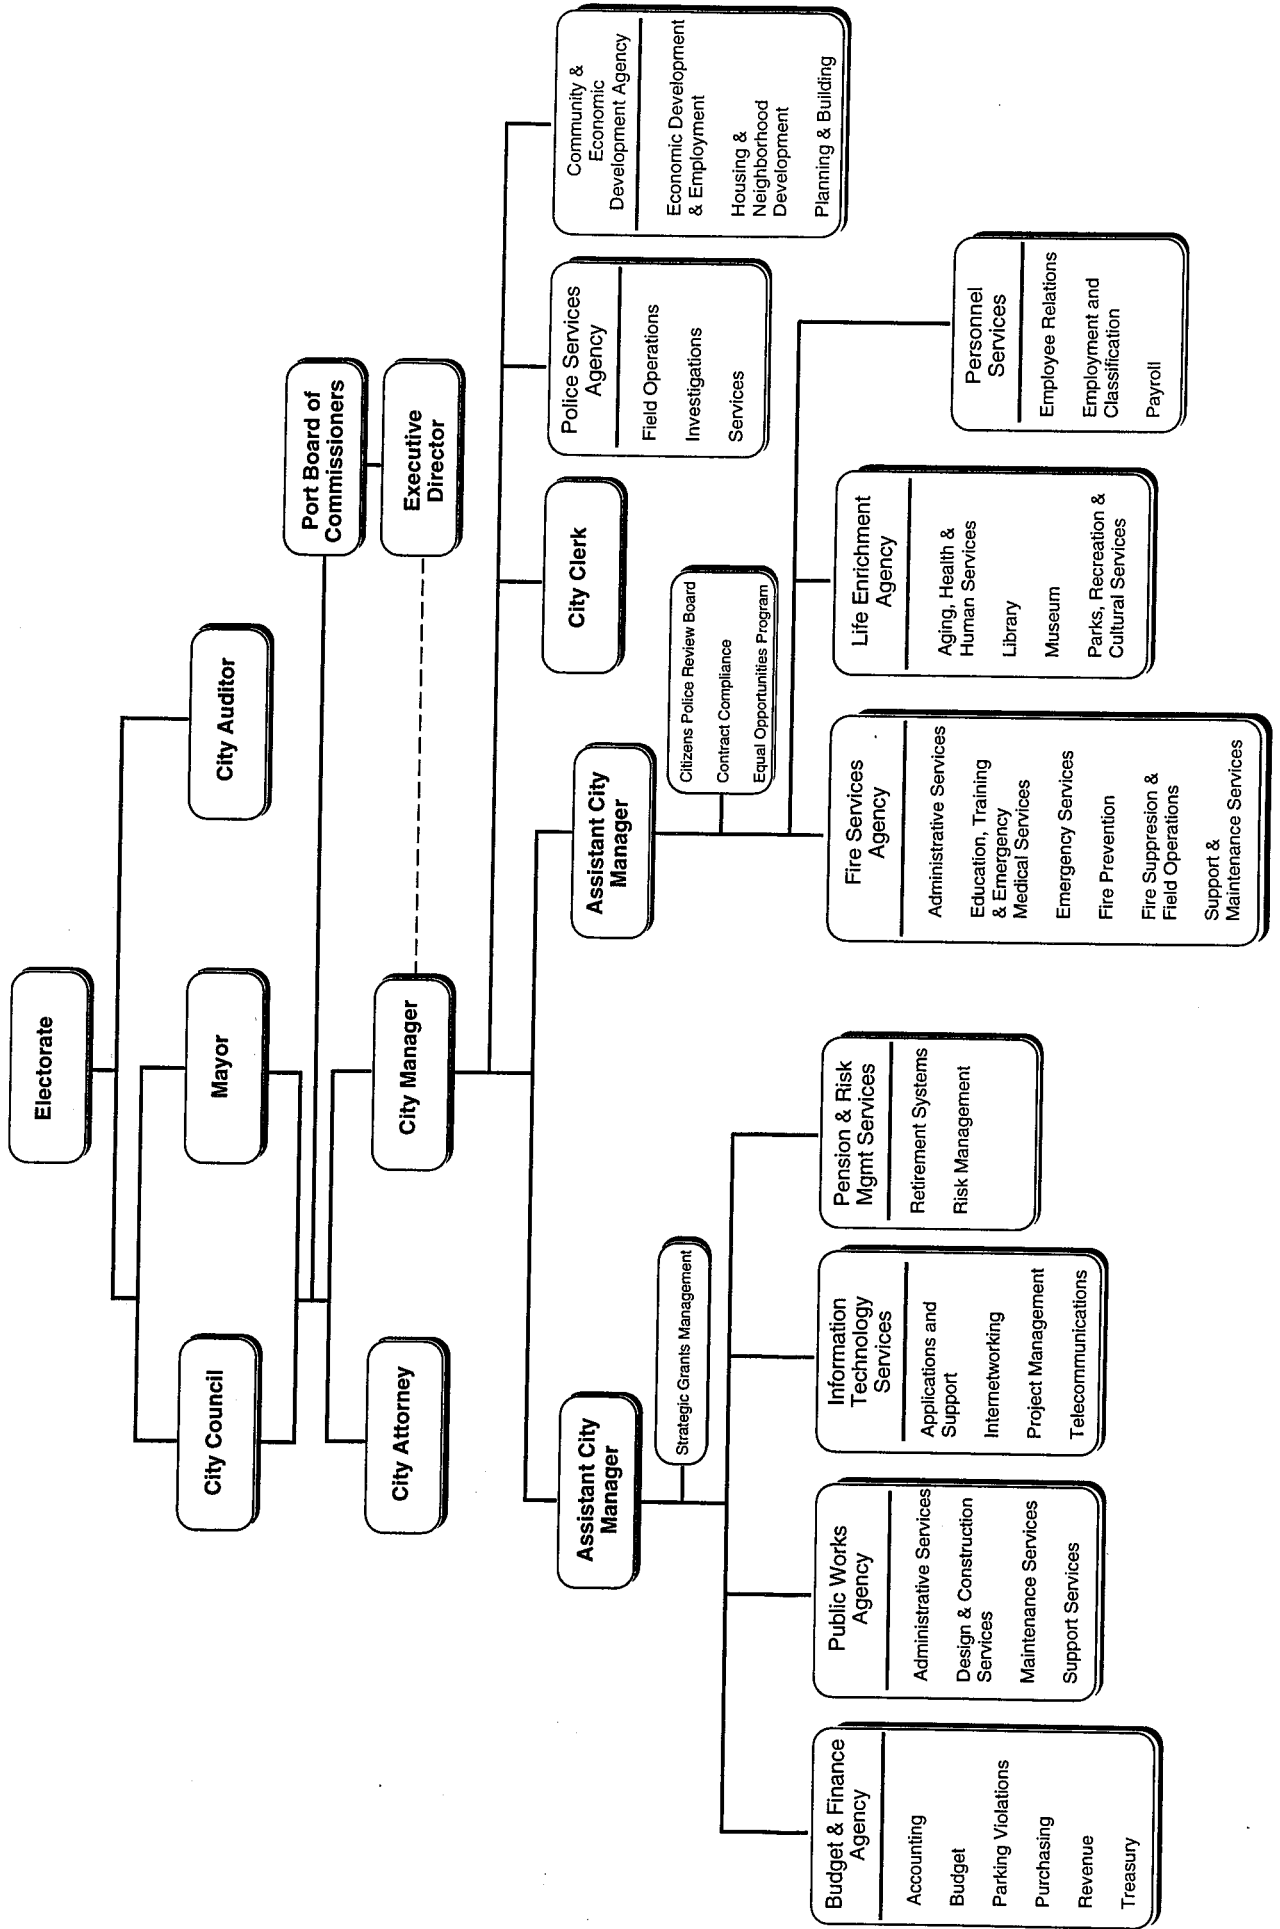 Electorate
City Council
Mayor
City Auditor
Port Board of
Commissioners
City Attorney
City Manager
Executive
Director
Assistant City
Manager
Assistant City
Manager
City Clerk
Police Services
Agency
Field Operations
Investigations
Services
Community &
Economic
Development Agency
Economic Development
& Employment
Housing &
Neighborhood
Development
Planning & Building
Strategic Grants Management
Citizens Police Review Board
Contract Compliance
Equal Opportunities Program
Budget & Finance
Agency
Accounting
Budget
Parking Violations
Purchasing
Revenue
Treasury
Public Works
Agency
Administrative Services
Design & Construction
Services
Maintenance Services
Support Services
Information
Technology
Services
Applications and
Support
Internetworking
Project Management
Telecommunications
Pension & Risk
Mgmt Services
Retirement Systems
Risk Management
Fire Services
Agency
Administrative Services
Education, Training
& Emergency
Medical Services
Emergency Services
Fire Prevention
Fire Suppresion &
Field Operations
Support &
Maintenance Services
Life Enrichment
Agency
Aging, Health &
Human Services
Library
Museum
Parks, Recreation &
Cultural Services
Personnel
Services
Employee Relations
Employment and
Classification
Payroll